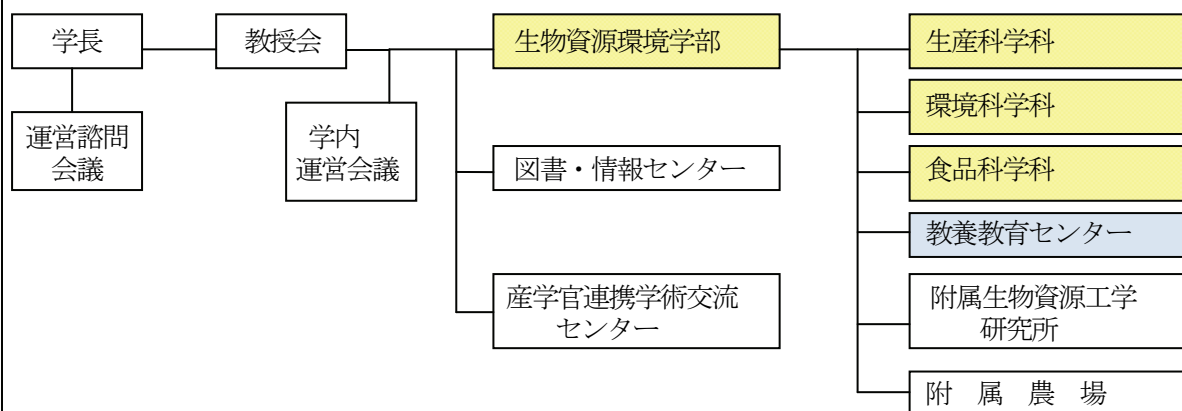 学長
教授会
生物資源環境学部
生産科学科
環境科学科
運営諮問
会議
学内
運営会議
図書・情報センター
食品科学科
教養教育センター
産学官連携学術交流
センター
附属生物資源工学
研究所
附　属　農　場